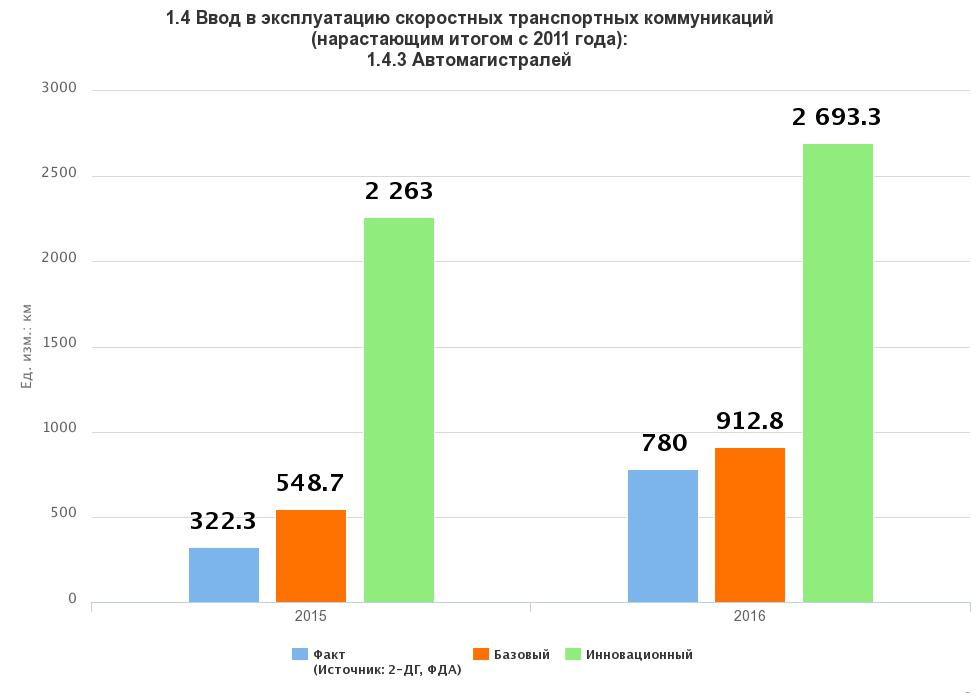 1.4 Ввод в эксплуатацию скоростных транспортных коммуникаций
(нарастающим итогом с 2011 года):
1.4.3 Автомагистралей
Ед. изм.: км
3000
2500
2000
1500
1000
500
0
322.3
548.7
2 263
780
912.8
2 693.3
2015
2016
Факт
(Источник: 2-ДГ, ФДА)
Базовый
Инновационный